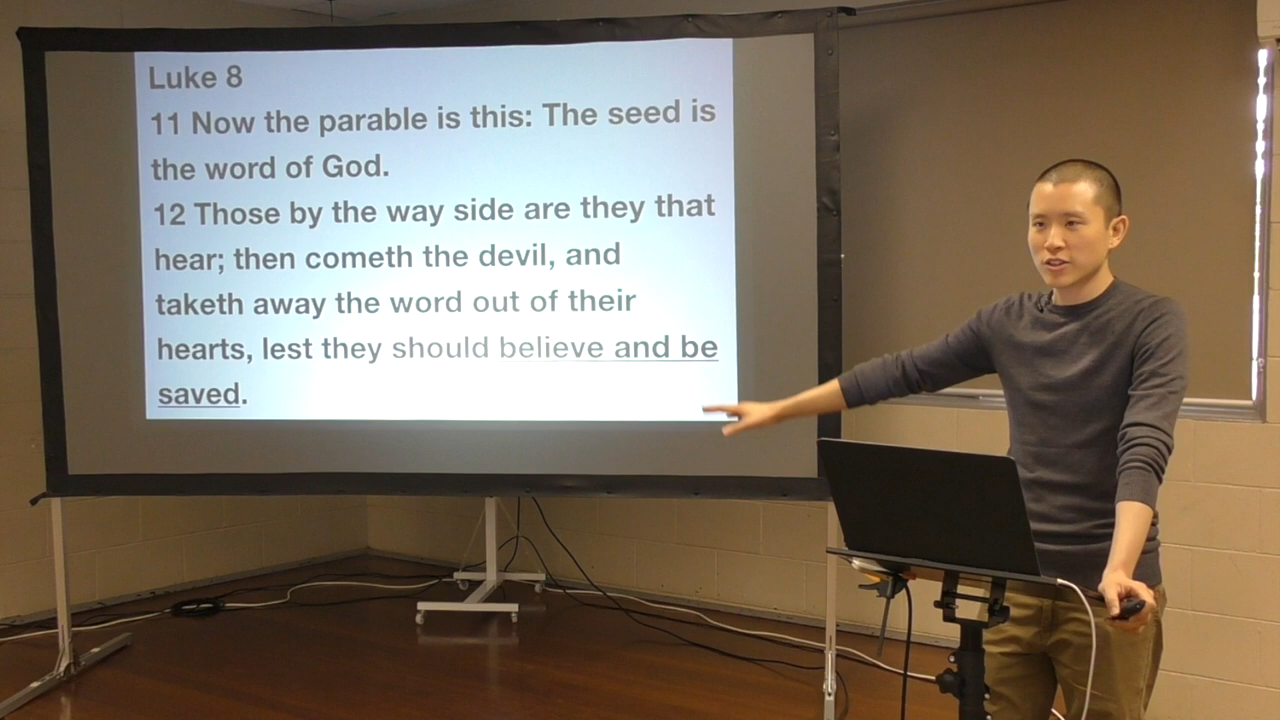 Luke 8
11 Now the parable is this: The seed is
the word of God.
12 Those by the way side are they that
hear; then cometh the devil, and
taketh away the word out of their
hearts, lest they should believe and be
saved.